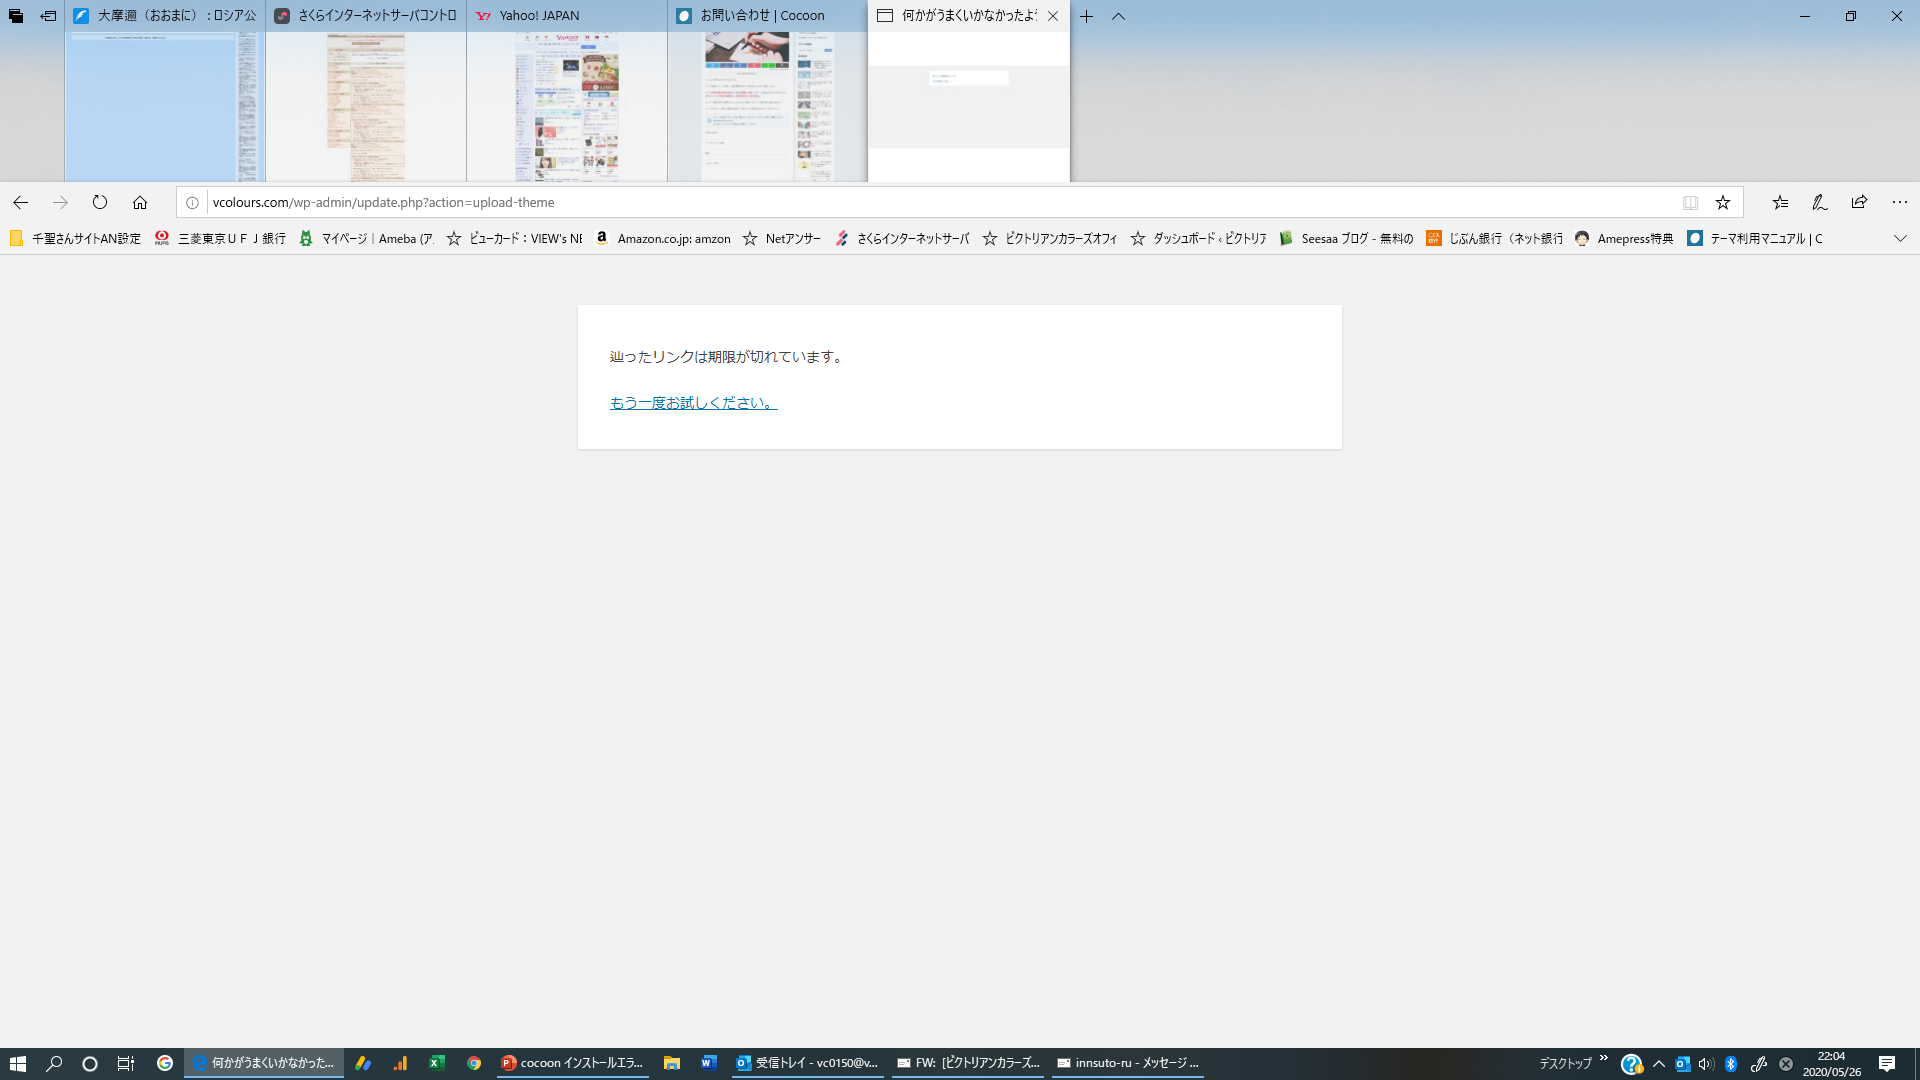 大摩邇（おおまに） : ロシア公
さくらインターネットサーバコントロ
Yahoo! JAPAN
お問い合わせ | Cocoon
何かがうまくいかなかったよう
vcolours.com/wp-admin/update.php?action=upload-theme
千聖さんサイトAN設定
三菱東京ＵＦＪ銀行
マイページ｜Ameba (ア
ビューカード：VIEW's NE
Amazon.co.jp: amzon
Netアンサー
さくらインターネットサーバ
ビクトリアンカラーズオフィ
ダッシュボード ‹ ビクトリア
Seesaa ブログ - 無料の
じぶん銀行（ネット銀行
Amepress特典
テーマ利用マニュアル | C
辿ったリンクは期限が切れています。
もう一度お試しください。
何かがうまくいかなかった...
cocoon インストールエラ...
受信トレイ - vc0150@v...
FW: [ビクトリアンカラーズ...
innsuto-ru - メッセージ ...
デスクトップ
22:04
2020/05/26